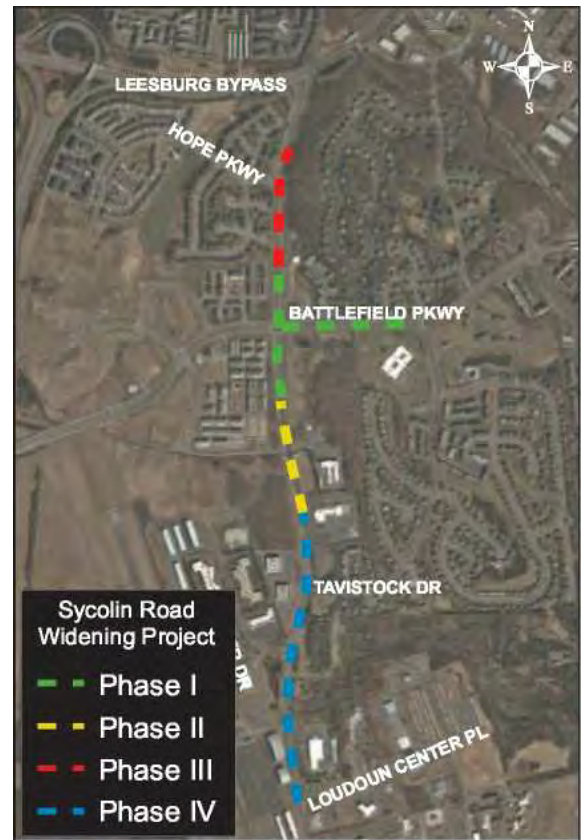 N
W E
S
LEESBURG BYPASS
HOPE PKWY
BATTLEFIELD PKWY
TAVISTOCK DR
Sycolin Road
Widening Project
DR
Phase I
Phase II
Phase III
Phase IV
LOUDOUN CENTER PL